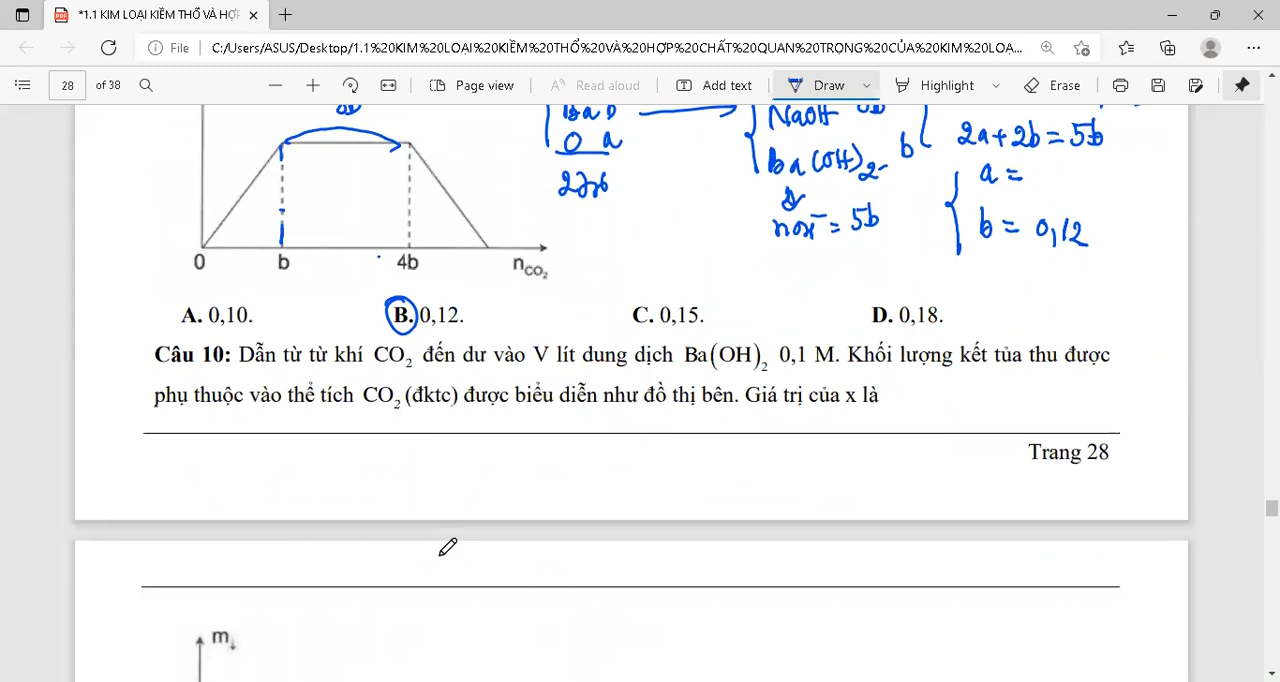 *1.1 KIM LOẠI KIỀM THỔ VÀ HỢP
File
C:/Users/ASUS/Desktop/1.1%20KIM%20LOẠI%20KIỀM%20THỔ%20VÀ%20HỢP%20CHẤT%20QUAN%20TRỌNG%20CỦA%20KIM%20LOẠ...
28 of 38
Page view
Read aloud
Add text
Draw
Highlight
Erase
NaOH
0 a
Ba(OH)2 b
nOH⁻ = 5b
2a+2b = 5b
a =
b = 0,12
0 b 4b nCO₂
A. 0,10. B. 0,12. C. 0,15. D. 0,18.
Câu 10: Dẫn từ từ khí CO₂ đến dư vào V lít dung dịch Ba(OH)₂ 0,1 M. Khối lượng kết tủa thu được
phụ thuộc vào thể tích CO₂ (đktc) được biểu diễn như đồ thị bên. Giá trị của x là
Trang 28
m↓